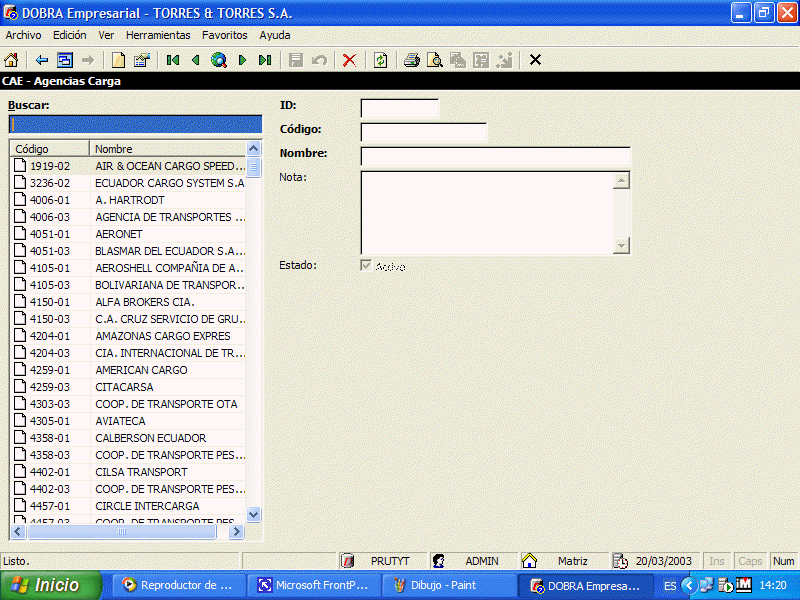 DOBRA Empresarial - TORRES & TORRES S.A.
Archivo Edición Ver Herramientas Favoritos Ayuda
CAE - Agencias Carga
Buscar:
Código Nombre
1919-02 AIR & OCEAN CARGO SPEED...
3236-02 ECUADOR CARGO SYSTEM S.A
4006-01 A. HARTRODT
4006-03 AGENCIA DE TRANSPORTES ...
4051-01 AERONET
4051-03 BLASMAR DEL ECUADOR S.A...
4105-01 AEROSHELL COMPAÑIA DE A...
4105-03 BOLIVARIANA DE TRANSPOR...
4150-01 ALFA BROKERS CIA.
4150-03 C.A. CRUZ SERVICIO DE GRU...
4204-01 AMAZONAS CARGO EXPRES
4204-03 CIA. INTERNACIONAL DE TR...
4259-01 AMERICAN CARGO
4259-03 CITACARSA
4303-03 COOP. DE TRANSPORTE OTA
4305-01 AVIATECA
4358-01 CALBERSON ECUADOR
4358-03 COOP. DE TRANSPORTE PES...
4402-01 CILSA TRANSPORT
4402-03 COOP. DE TRANSPORTE PES...
4457-01 CIRCLE INTERCARGA
4457-03 COOP. DE TRANSPORTE PES...
ID:
Código:
Nombre:
Nota:
Estado: Activo
Listo. PRUTYT ADMIN Matriz 20/03/2003 Ins Caps Num
Inicio Reproductor de ... Microsoft FrontP... Dibujo - Paint DOBRA Empresa... ES 14:20